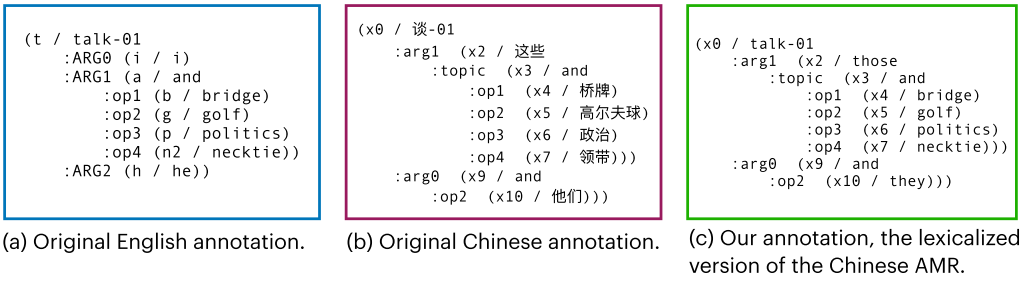 (t / talk-01
:ARG0 (i / i)
:ARG1 (a / and
:op1 (b / bridge)
:op2 (g / golf)
:op3 (p / politics)
:op4 (n2 / necktie))
:ARG2 (h / he))
(a) Original English annotation.
(x0 / 谈-01
:arg1 (x2 / 这些
:topic (x3 / and
:op1 (x4 / 桥牌)
:op2 (x5 / 高尔夫球)
:op3 (x6 / 政治)
:op4 (x7 / 领带)))
:arg0 (x9 / and
:op2 (x10 / 他们)))
(b) Original Chinese annotation.
(x0 / talk-01
:arg1 (x2 / those
:topic (x3 / and
:op1 (x4 / bridge)
:op2 (x5 / golf)
:op3 (x6 / politics)
:op4 (x7 / necktie)))
:arg0 (x9 / and
:op2 (x10 / they)))
(c) Our annotation, the lexicalized
version of the Chinese AMR.